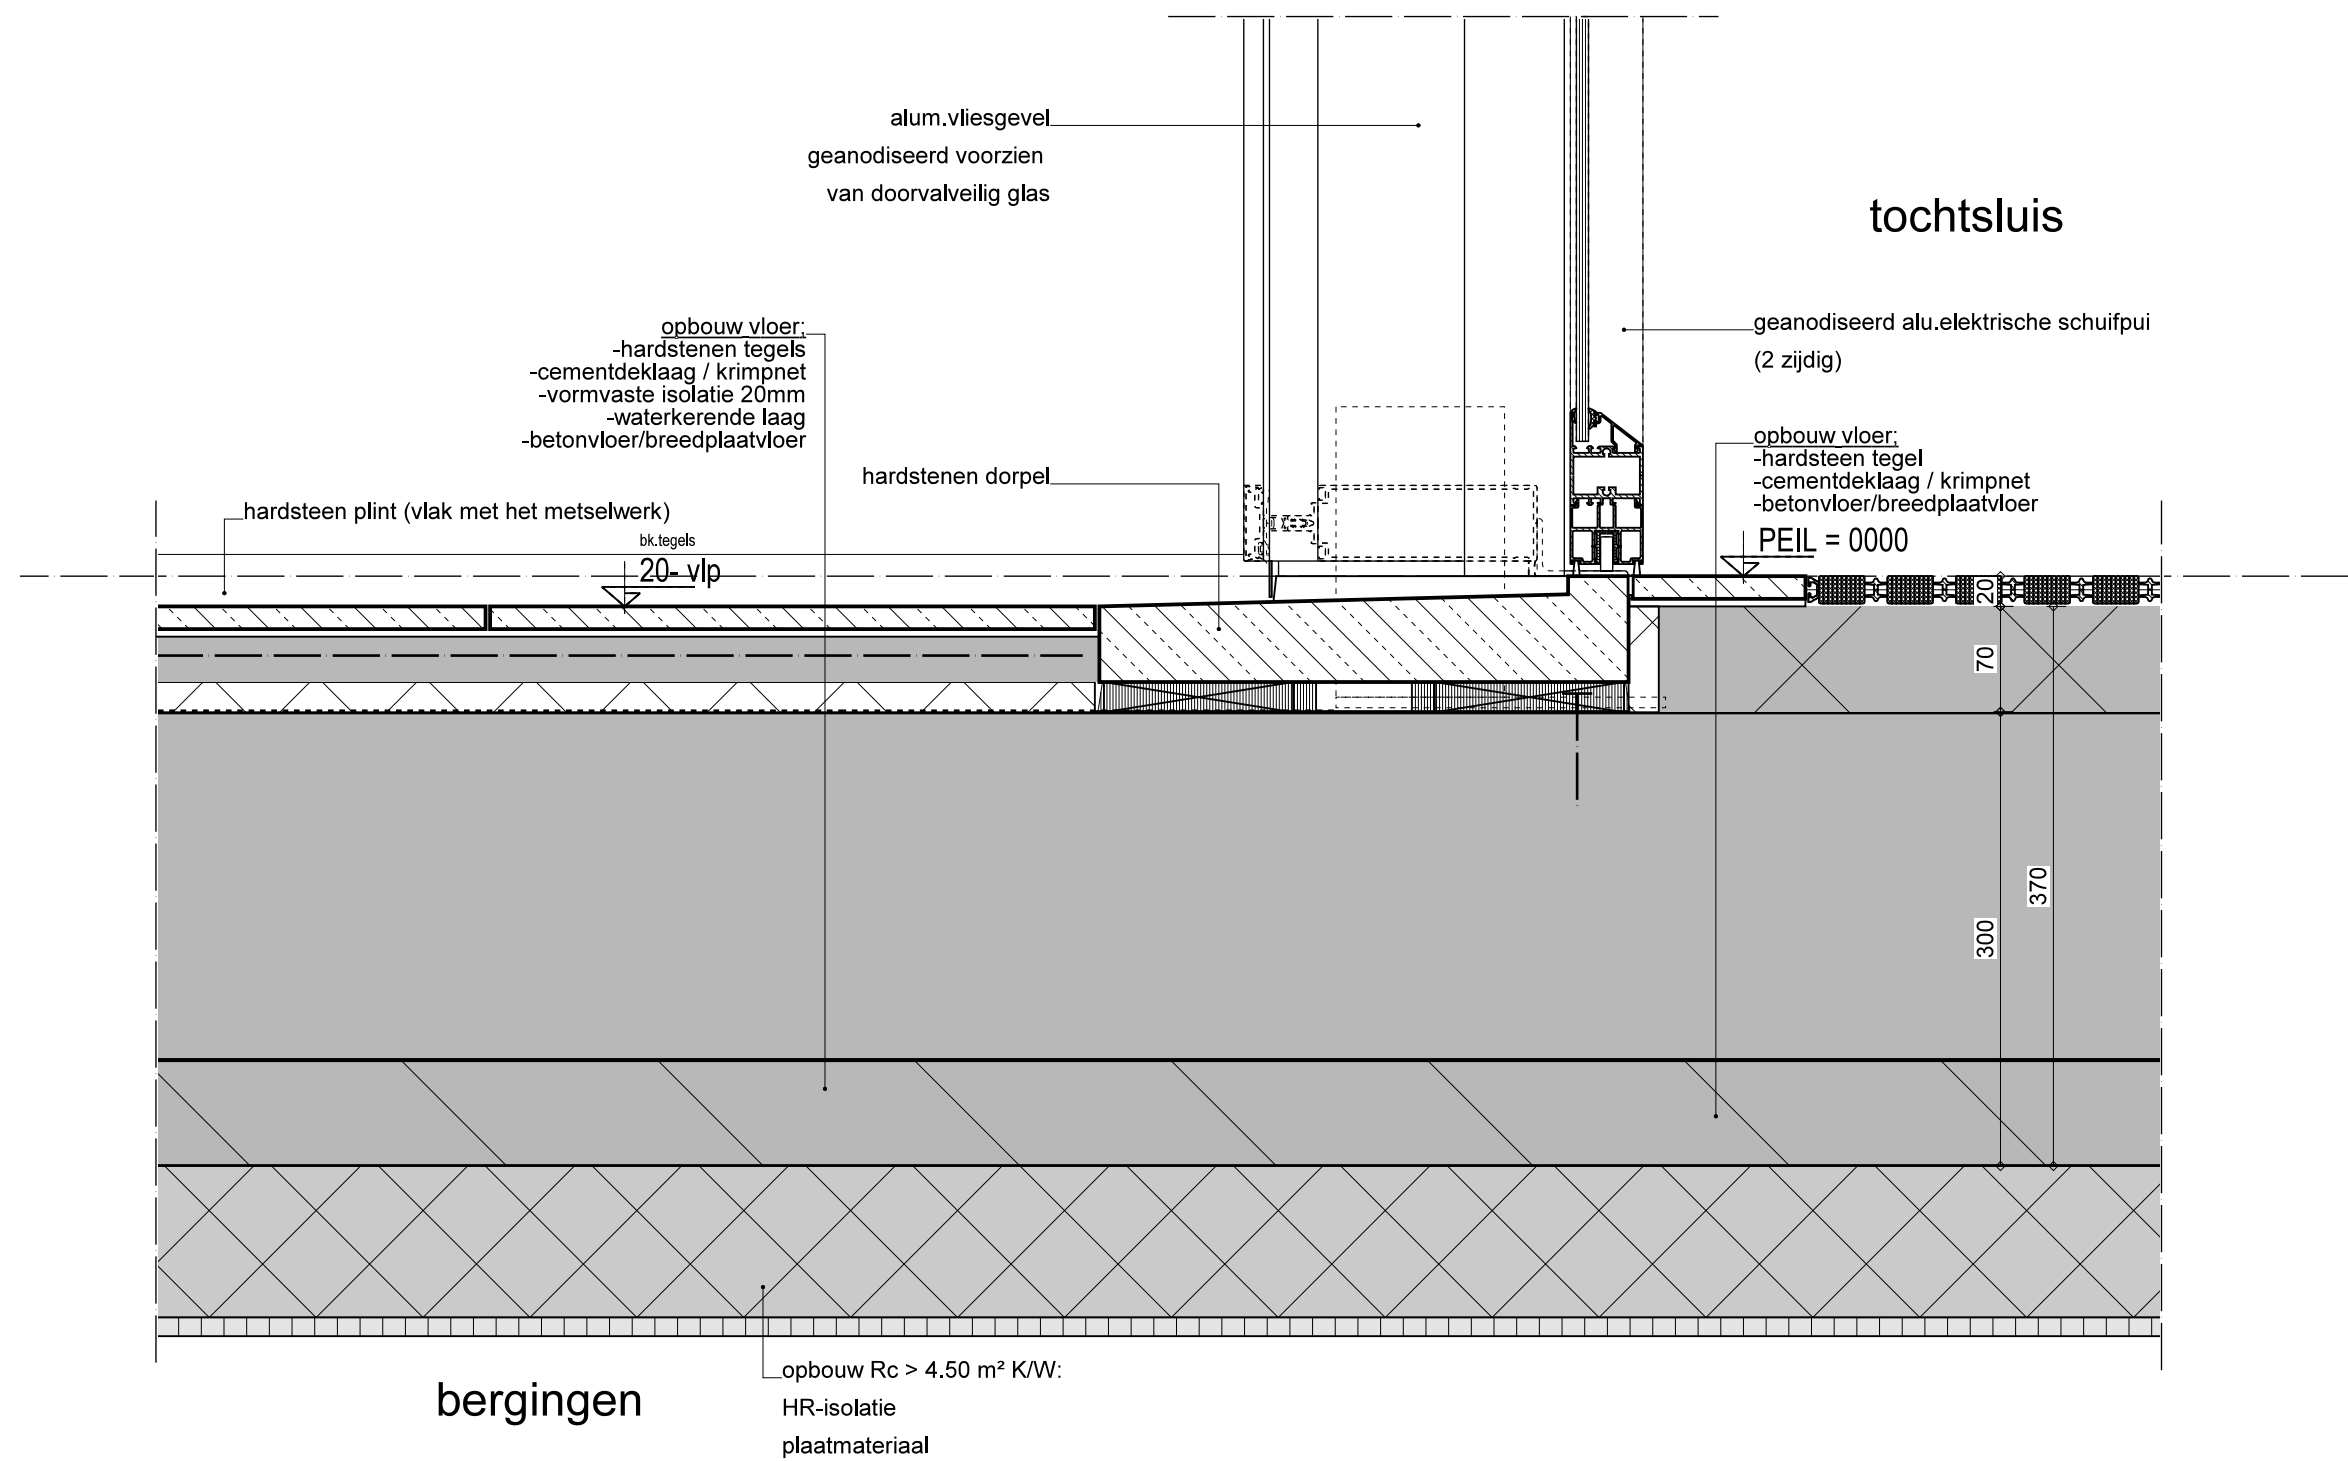 alum.vliesgevel
geanodiseerd voorzien
van doorvalveilig glas
tochtsluis
opbouw vloer;
-hardstenen tegels
-cementdeklaag / krimpnet
-vormvaste isolatie 20mm
-waterkerende laag
-betonvloer/breedplaatvloer
geanodiseerd alu.elektrische schuifpui
(2 zijdig)
hardstenen dorpel
opbouw vloer;
-hardsteen tegel
-cementdeklaag / krimpnet
-betonvloer/breedplaatvloer
hardsteen plint (vlak met het metselwerk)
bk.tegels
20- vlp
PEIL = 0000
20
70
370
300
opbouw Rc > 4.50 m² K/W:
HR-isolatie
plaatmateriaal
bergingen